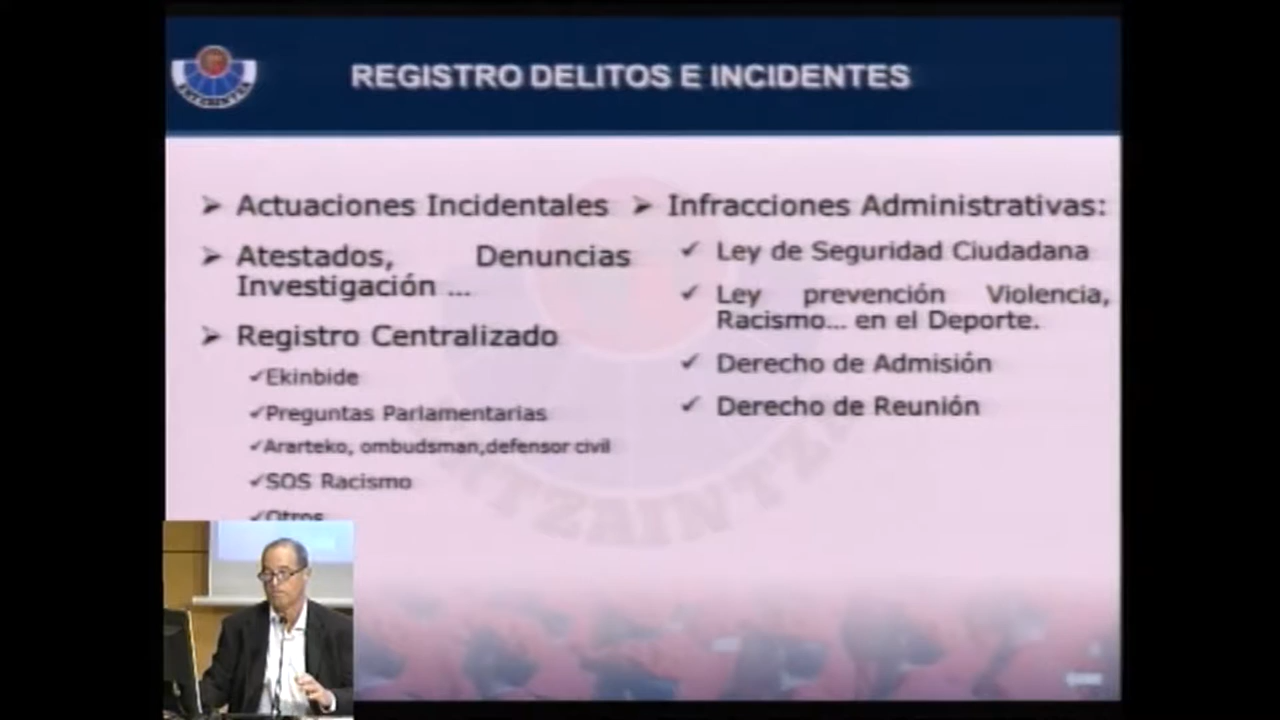 REGISTRO DELITOS E INCIDENTES
ERTZAINTZA
➢ Actuaciones Incidentales
➢ Atestados, Denuncias
Investigación ...
➢ Registro Centralizado
✓Ekinbide
✓Preguntas Parlamentarias
✓Ararteko, ombudsman,defensor civil
✓SOS Racismo
✓Otros
➢ Infracciones Administrativas:
✓ Ley de Seguridad Ciudadana
✓ Ley prevención Violencia,
Racismo... en el Deporte.
✓ Derecho de Admisión
✓ Derecho de Reunión